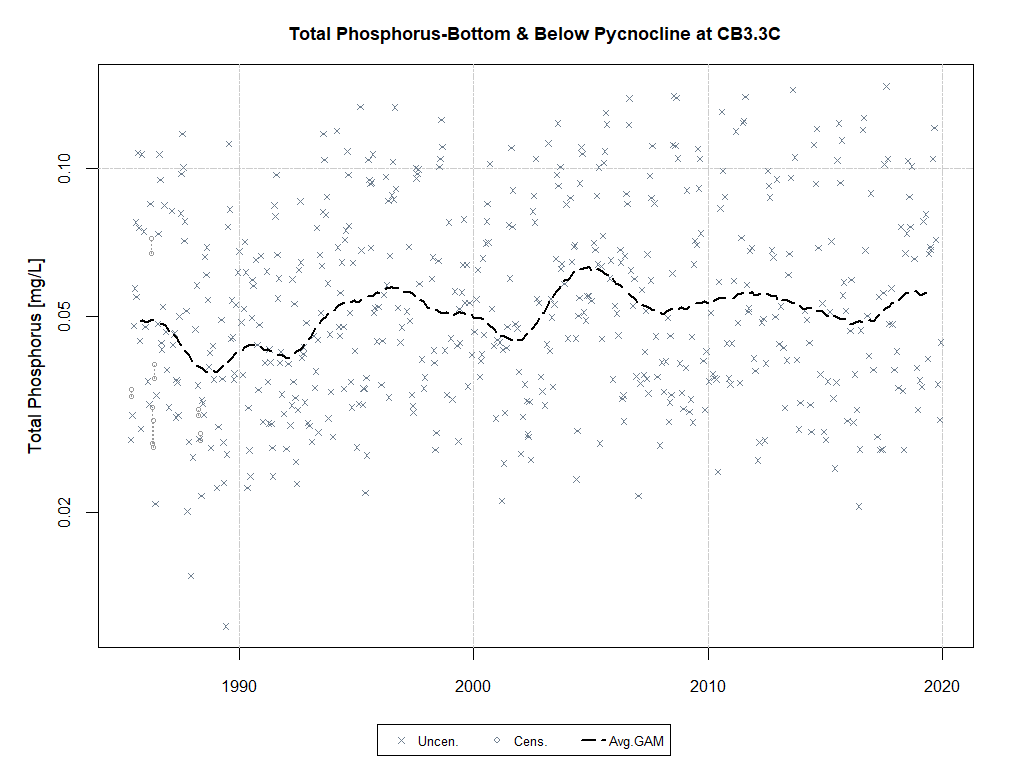 Total Phosphorus-Bottom & Below Pycnocline at CB3.3C
Total Phosphorus [mg/L]
0.10
0.05
0.02
1990
2000
2010
2020
Uncen.
Cens.
Avg.GAM